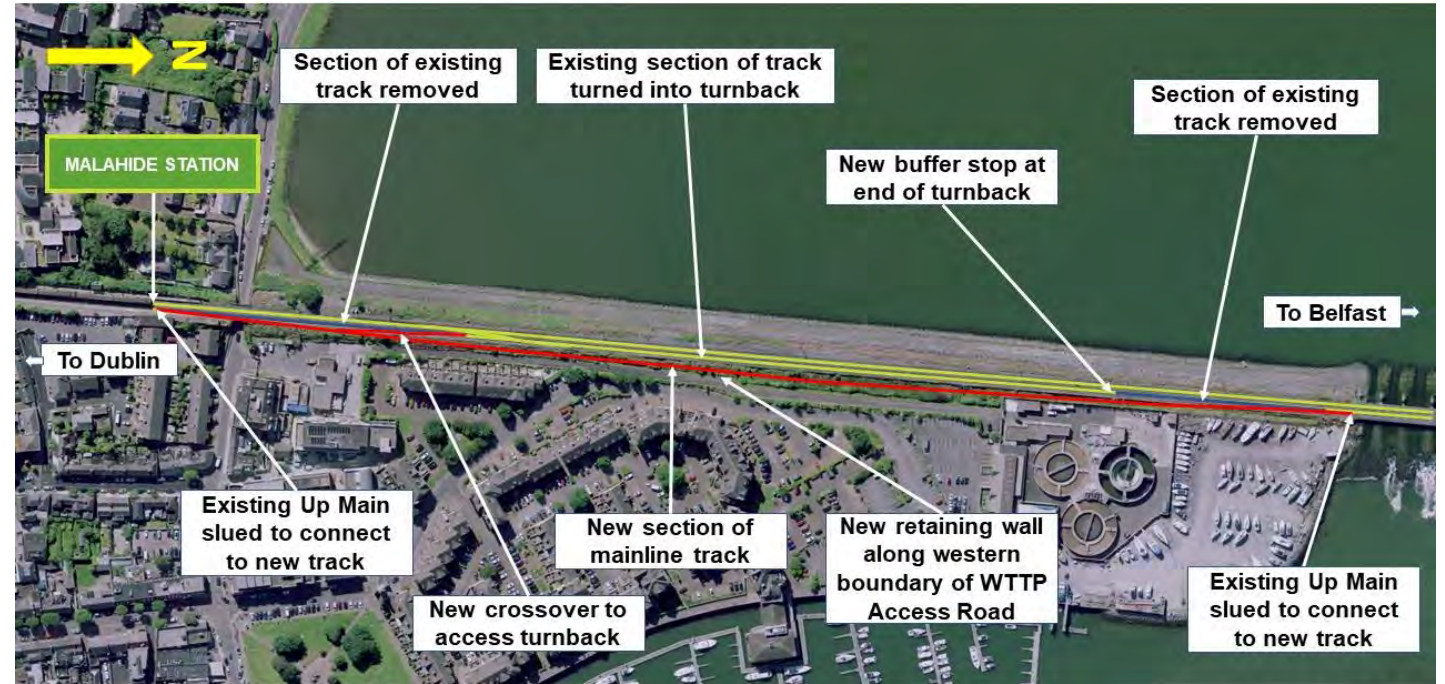 N
Section of existing
track removed
Existing section of track
turned into turnback
Section of existing
track removed
MALAHIDE STATION
New buffer stop at
end of turnback
To Belfast
To Dublin
Existing Up Main
slued to connect
to new track
New crossover to
access turnback
New section of
mainline track
New retaining wall
along western
boundary of WTTP
Access Road
Existing Up Main
slued to connect
to new track